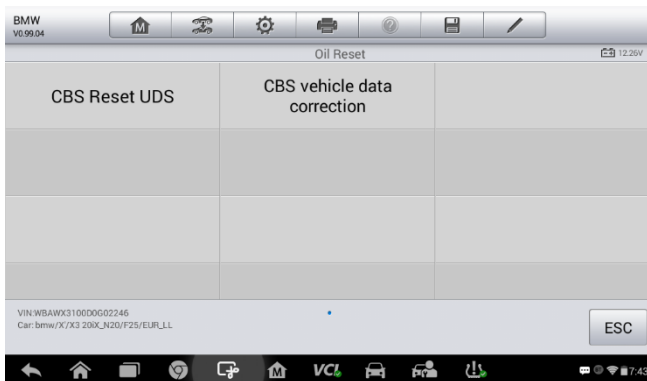 BMW
V0.99.04
M
Oil Reset
12.26V
CBS Reset UDS
CBS vehicle data
correction
VIN:WBAWX3100D0G02246
Car: bmw/X'/X3 20iX_N20/F25/EUR_LL
ESC
M
VCI
7:43